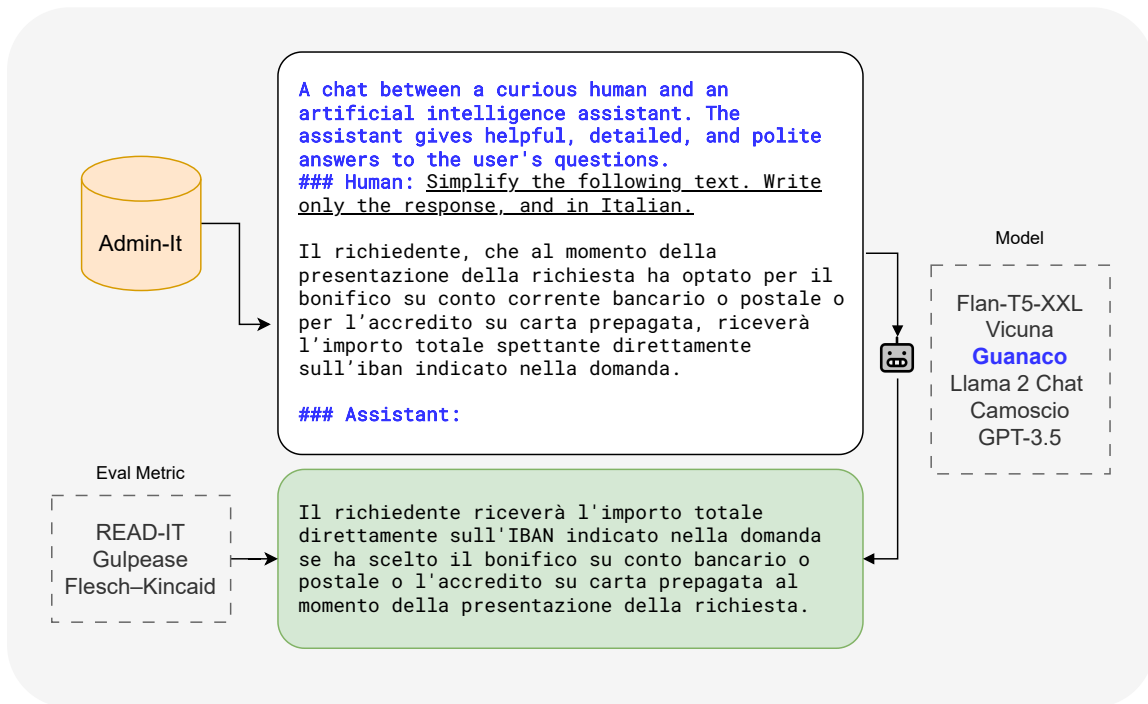 A chat between a curious human and an
artificial intelligence assistant. The
assistant gives helpful, detailed, and polite
answers to the user's questions.
### Human: Simplify the following text. Write
only the response, and in Italian.
Il richiedente, che al momento della
presentazione della richiesta ha optato per il
bonifico su conto corrente bancario o postale o
per l’accredito su carta prepagata, riceverà
l’importo totale spettante direttamente
sull’iban indicato nella domanda.
### Assistant:
Admin-It
Model
Flan-T5-XXL
Vicuna
Guanaco
Llama 2 Chat
Camoscio
GPT-3.5
Eval Metric
READ-IT
Gulpease
Flesch–Kincaid
Il richiedente riceverà l'importo totale
direttamente sull'IBAN indicato nella domanda
se ha scelto il bonifico su conto bancario o
postale o l'accredito su carta prepagata al
momento della presentazione della richiesta.